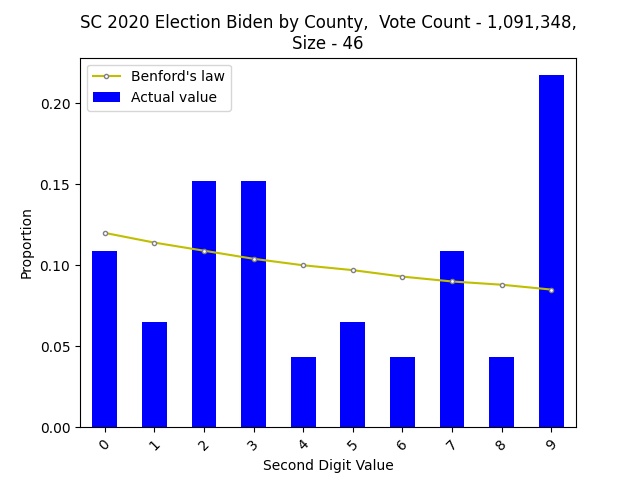 SC 2020 Election Biden by County,  Vote Count - 1,091,348,
Size - 46
Benford's law
Actual value
0.20
0.15
0.10
0.05
0.00
Proportion
0 1 2 3 4 5 6 7 8 9
Second Digit Value